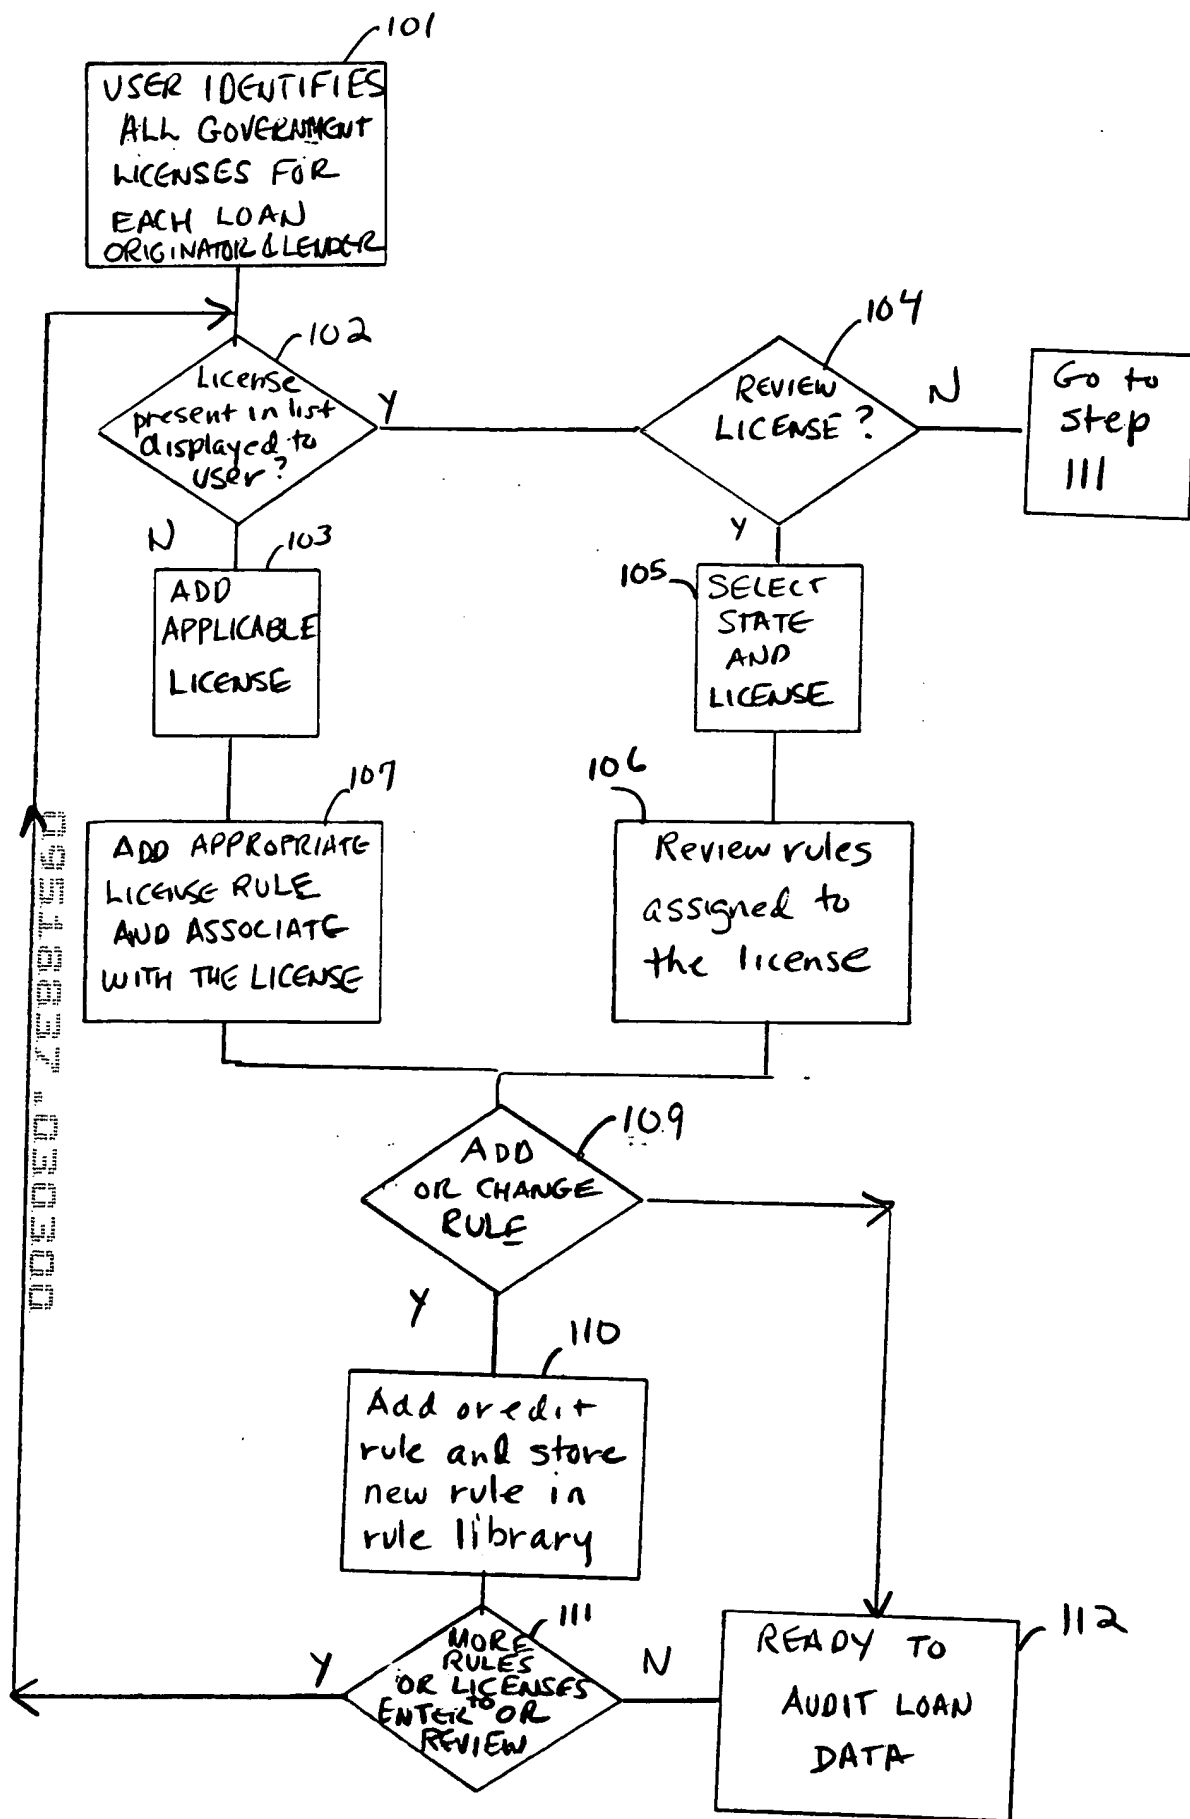 101
USER IDENTIFIES
ALL GOVERNMENT
LICENSES FOR
EACH LOAN
ORIGINATOR & LENDER
102
License
present in list
displayed to
user?
Y
N
104
REVIEW
LICENSE?
N
Y
Go to
step
111
103
ADD
APPLICABLE
LICENSE
105
SELECT
STATE
AND
LICENSE
107
ADD APPROPRIATE
LICENSE RULE
AND ASSOCIATE
WITH THE LICENSE
106
Review rules
assigned to
the license
09518837.030300
109
ADD
OR CHANGE
RULE
Y
110
Add or edit
rule and store
new rule in
rule library
111
MORE
RULES
OR LICENSES
to
ENTER OR
REVIEW
Y
N
112
READY TO
AUDIT LOAN
DATA